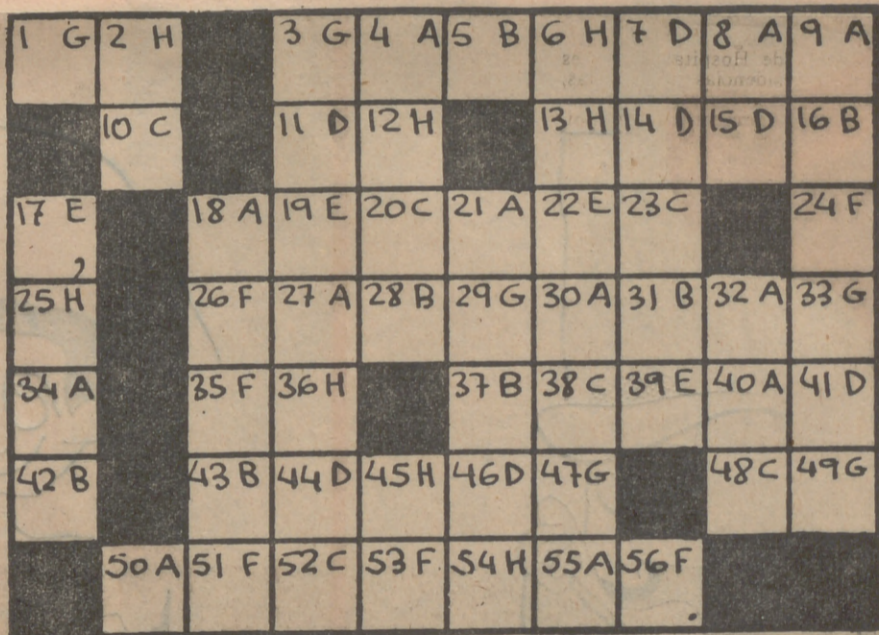 1 G 2 H 3 G 4 A 5 B 6 H 7 D 8 A 9 A
10 C 11 D 12 H 13 H 14 D 15 D 16 B
17 E , 18 A 19 E 20 C 21 A 22 E 23 C 24 F
25 H 26 F 27 A 28 B 29 G 30 A 31 B 32 A 33 G
34 A 35 F 36 H 37 B 38 C 39 E 40 A 41 D
42 B 43 B 44 D 45 H 46 D 47 G 48 C 49 G
50 A 51 F 52 C 53 F 54 H 55 A 56 F .